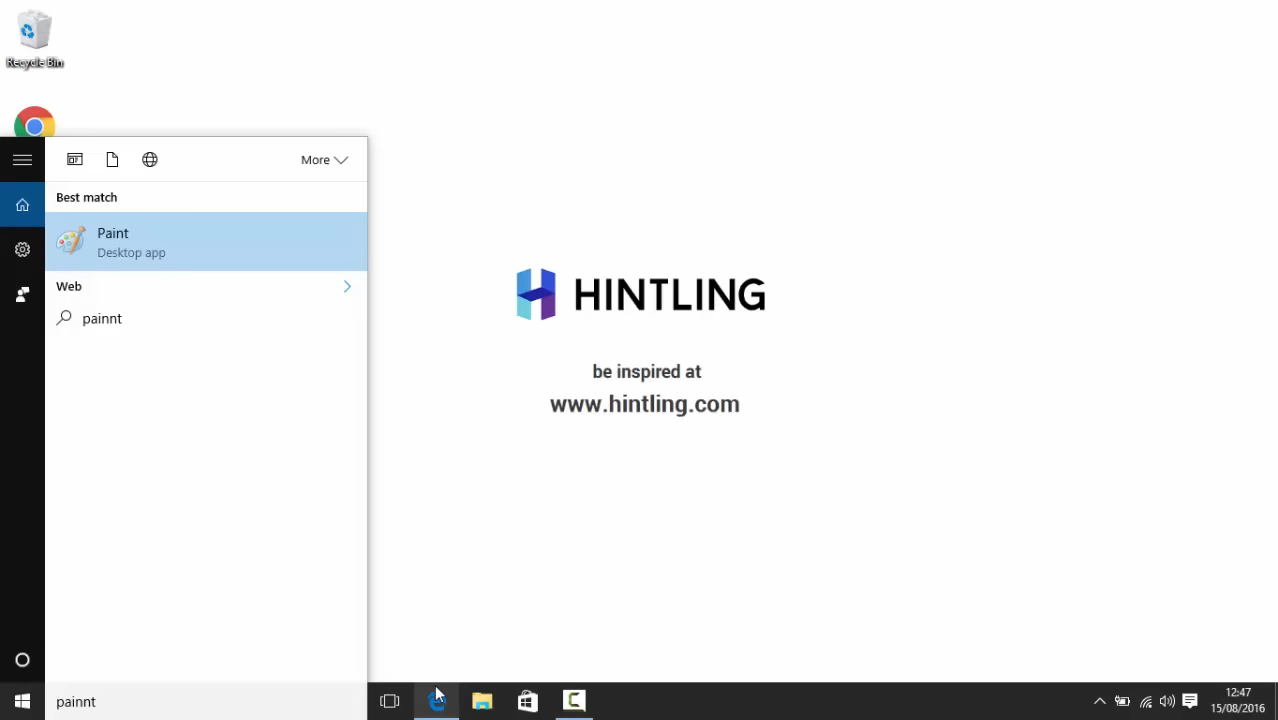 Recycle Bin
More
Best match
Paint
Desktop app
Web
painnt
HINTLING
be inspired at
www.hintling.com
painnt
12:47
15/08/2016